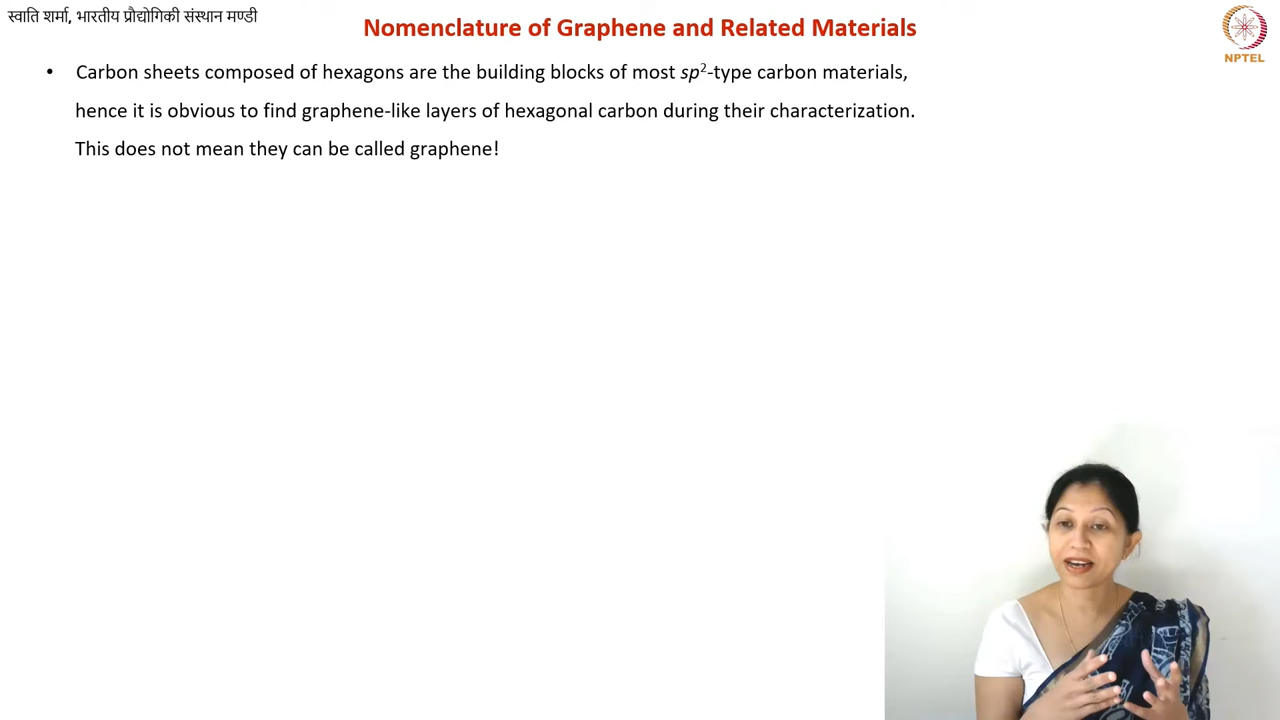 स्वाति शर्मा, भारतीय प्रौद्योगिकी संस्थान मण्डी
Nomenclature of Graphene and Related Materials
NPTEL
• Carbon sheets composed of hexagons are the building blocks of most sp²-type carbon materials,
hence it is obvious to find graphene-like layers of hexagonal carbon during their characterization.
This does not mean they can be called graphene!